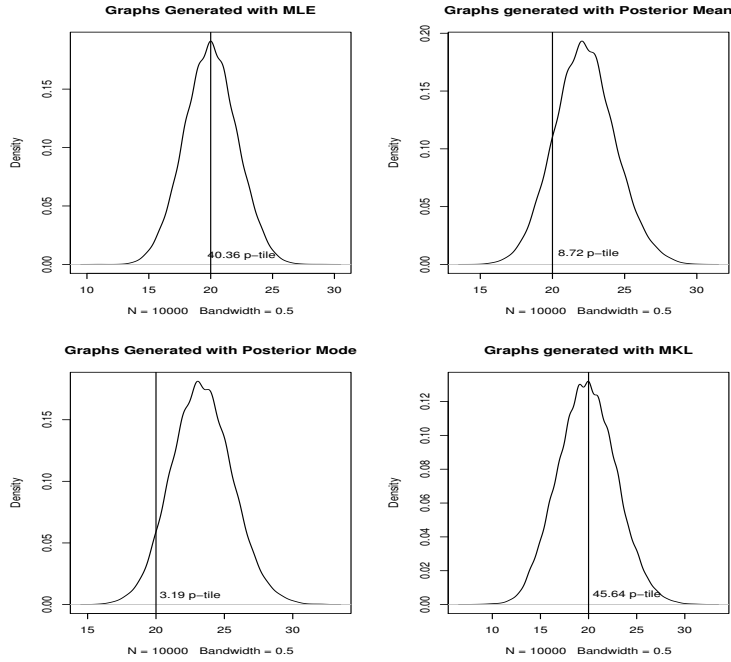 Graphs Generated with MLE
Density
0.00 0.05 0.10 0.15
40.36 p−tile
10 15 20 25 30
N = 10000 Bandwidth = 0.5
Graphs generated with Posterior Mean
Density
0.00 0.05 0.10 0.15 0.20
8.72 p−tile
15 20 25 30
N = 10000 Bandwidth = 0.5
Graphs Generated with Posterior Mode
Density
0.00 0.05 0.10 0.15
3.19 p−tile
15 20 25 30
N = 10000 Bandwidth = 0.5
Graphs generated with MKL
Density
0.00 0.02 0.04 0.06 0.08 0.10 0.12
45.64 p−tile
10 15 20 25 30
N = 10000 Bandwidth = 0.5